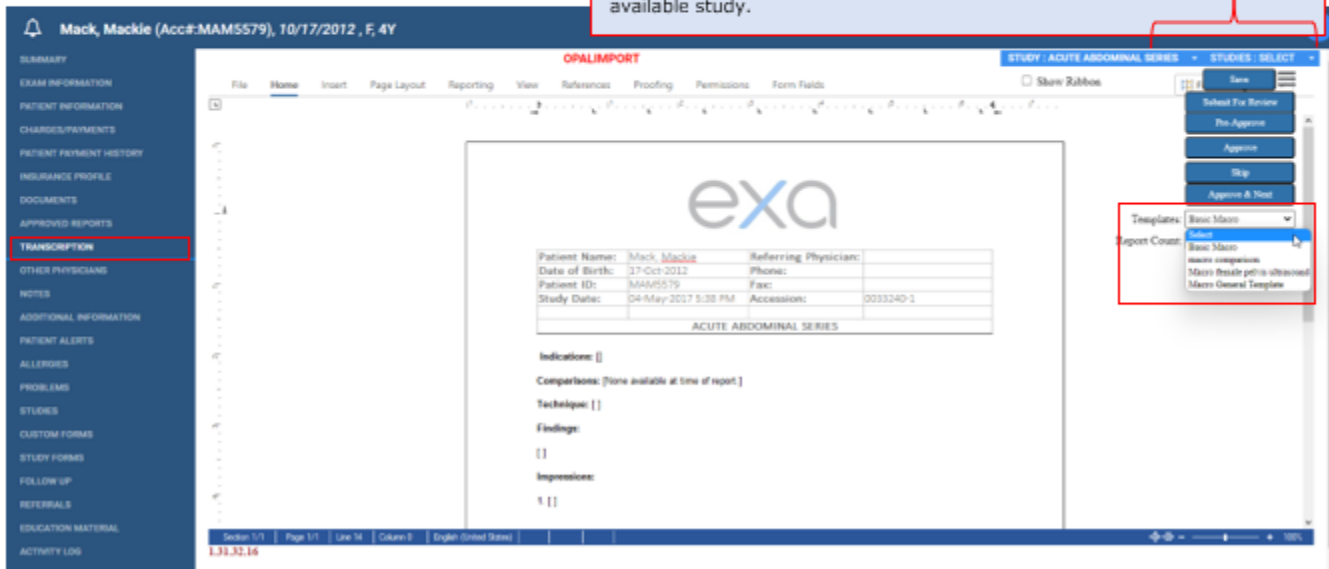 available study.
Mack, Mackie (Acc#:MAM5579), 10/17/2012 , F, 4Y
SUMMARY
EXAM INFORMATION
PATIENT INFORMATION
CHARGES/PAYMENTS
PATIENT PAYMENT HISTORY
INSURANCE PROFILE
DOCUMENTS
APPROVED REPORTS
TRANSCRIPTION
OTHER PHYSICIANS
NOTES
ADDITIONAL INFORMATION
PATIENT ALERTS
ALLERGIES
PROBLEMS
STUDIES
CUSTOM FORMS
STUDY FORMS
FOLLOW UP
REFERRALS
EDUCATION MATERIAL
ACTIVITY LOG
OPALIMPORT
STUDY : ACUTE ABDOMINAL SERIES STUDIES : SELECT
File Home Insert Page Layout Reporting View References Proofing Permissions Form Fields
Show Ribbon
Save
Submit For Review
Pre-Approve
Approve
Skip
Approve & Next
Templates: Basic Macro
Report Count:
Select
Basic Macro
macro comparison
Macro female pelvis ultrasound
Macro General Template
exa
Patient Name: Mack, Mackie Referring Physician:
Date of Birth: 17-Oct-2012 Phone:
Patient ID: MAM5579 Fax:
Study Date: 04-May-2017 5:38 PM Accession: 0033240-1
ACUTE ABDOMINAL SERIES
Indications: []
Comparisons: [None available at time of report.]
Technique: [ ]
Findings:
[ ]
Impressions:
1. [ ]
Section 1/1 Page 1/1 Line 14 Column 0 English (United States)
100%
1.31.32.16